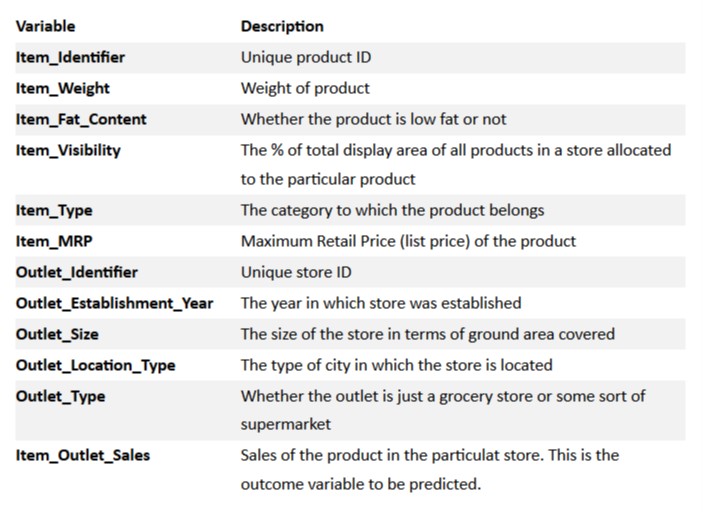 Variable Description
Item_Identifier Unique product ID
Item_Weight Weight of product
Item_Fat_Content Whether the product is low fat or not
Item_Visibility The % of total display area of all products in a store allocated
to the particular product
Item_Type The category to which the product belongs
Item_MRP Maximum Retail Price (list price) of the product
Outlet_Identifier Unique store ID
Outlet_Establishment_Year The year in which store was established
Outlet_Size The size of the store in terms of ground area covered
Outlet_Location_Type The type of city in which the store is located
Outlet_Type Whether the outlet is just a grocery store or some sort of
supermarket
Item_Outlet_Sales Sales of the product in the particulat store. This is the
outcome variable to be predicted.